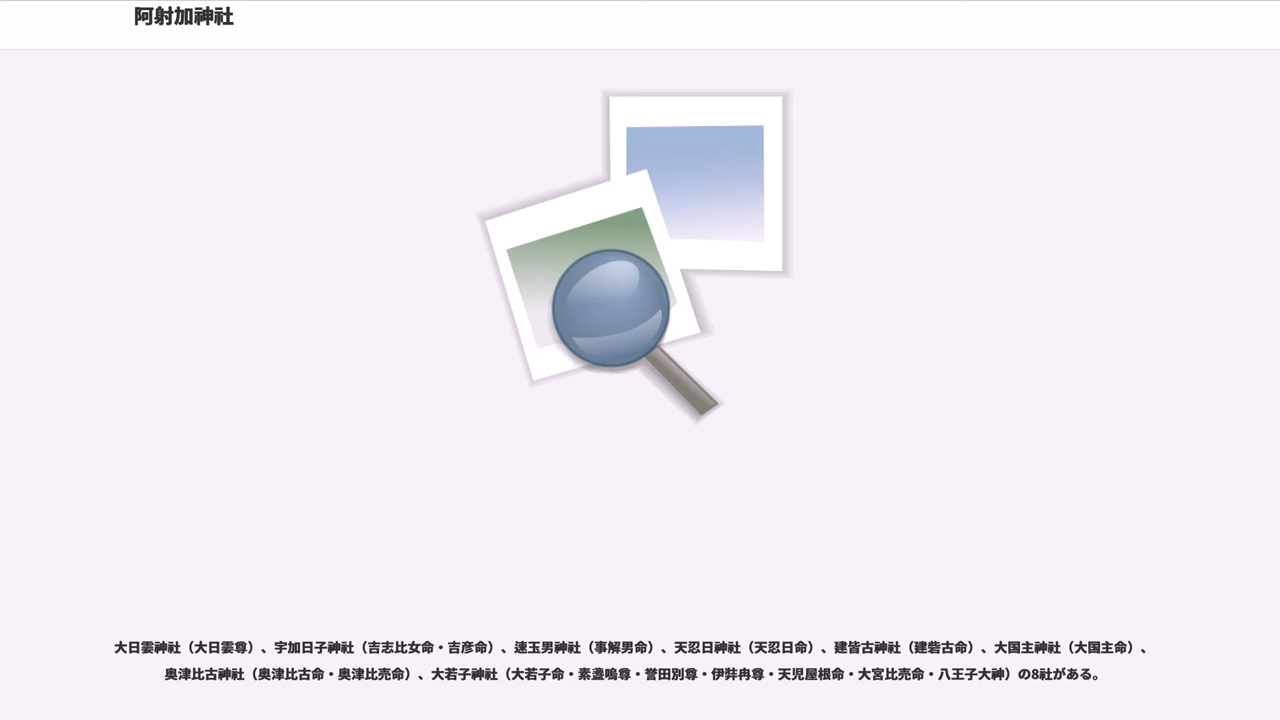 阿射加神社
大日孁神社（大日孁尊）、宇加日子神社（吉志比女命・吉彦命）、速玉男神社（事解男命）、天忍日神社（天忍日命）、建皆古神社（建砦古命）、大国主神社（大国主命）、
奥津比古神社（奥津比古命・奥津比売命）、大若子神社（大若子命・素盞嗚尊・誉田別尊・伊弉冉尊・天児屋根命・大宮比売命・八王子大神）の8社がある。